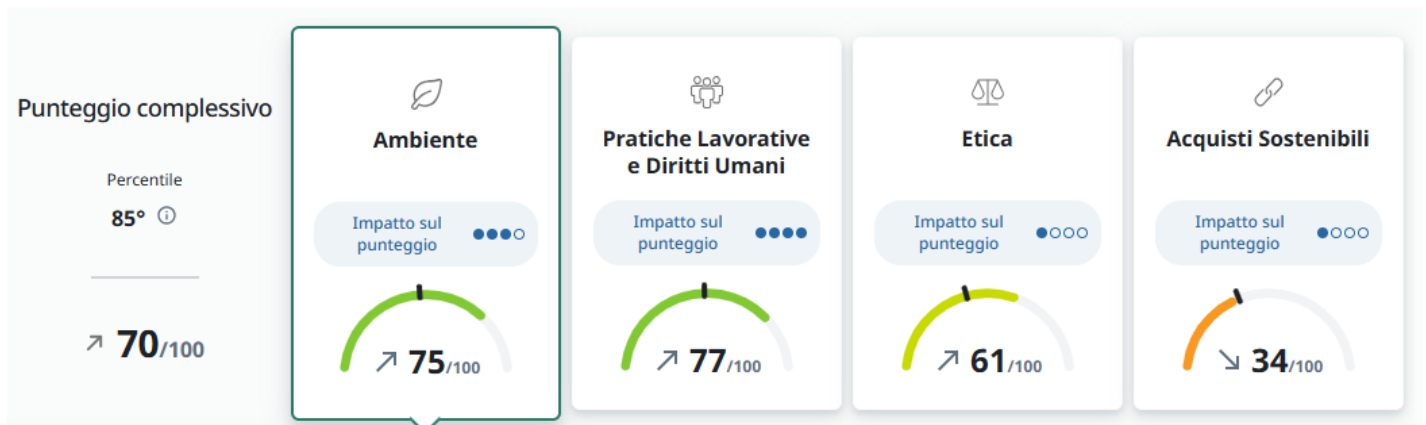 Punteggio complessivo
Percentile
85°
↗ 70/100
Ambiente
Impatto sul
punteggio
↗ 75/100
Pratiche Lavorative
e Diritti Umani
Impatto sul
punteggio
↗ 77/100
Etica
Impatto sul
punteggio
↗ 61/100
Acquisti Sostenibili
Impatto sul
punteggio
↘ 34/100